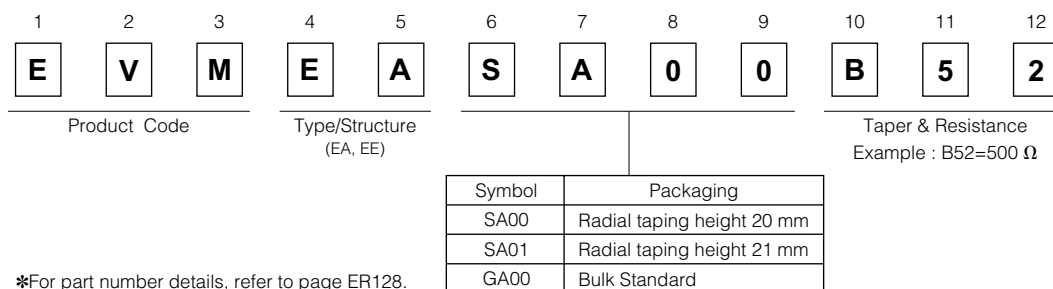 1 2 3 4 5 6 7 8 9 10 11 12
E V M E A S A 0 0 B 5 2
Product Code Type/Structure Taper & Resistance
(EA, EE) Example : B52=500 Ω
Symbol Packaging
SA00 Radial taping height 20 mm
SA01 Radial taping height 21 mm
GA00 Bulk Standard
✻For part number details, refer to page ER128.